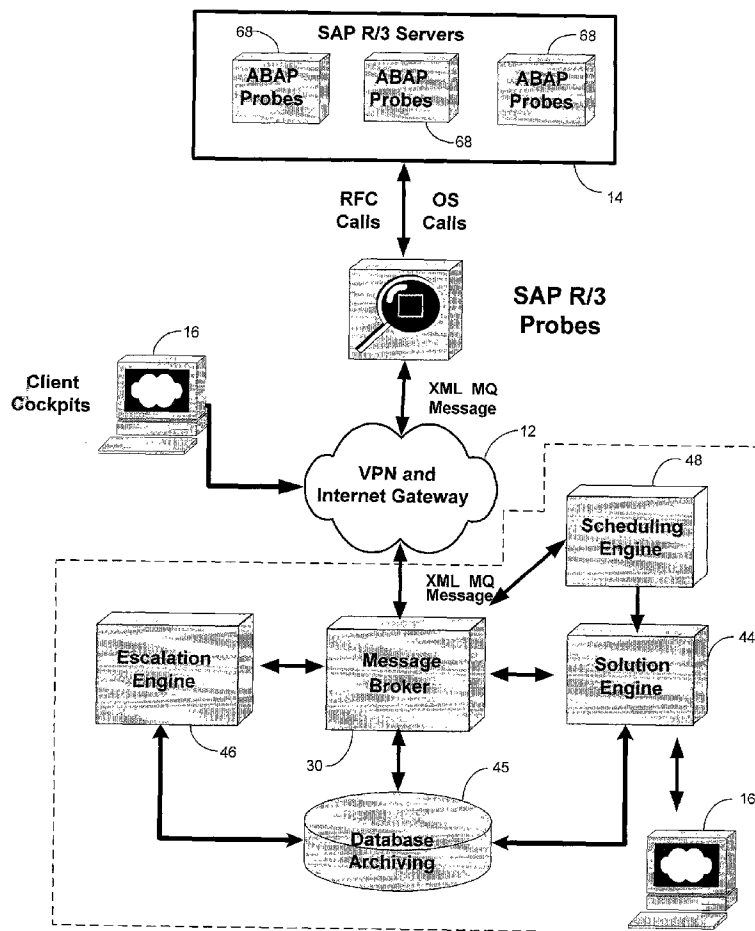 SAP R/3 Servers
68
68
ABAP
Probes
ABAP
Probes
ABAP
Probes
68
14
RFC
Calls
OS
Calls
SAP R/3
Probes
16
Client
Cockpits
XML MQ
Message
12
VPN and
Internet Gateway
48
Scheduling
Engine
XML MQ
Message
Escalation
Engine
Message
Broker
Solution
Engine
44
46
30
45
Database
Archiving
16